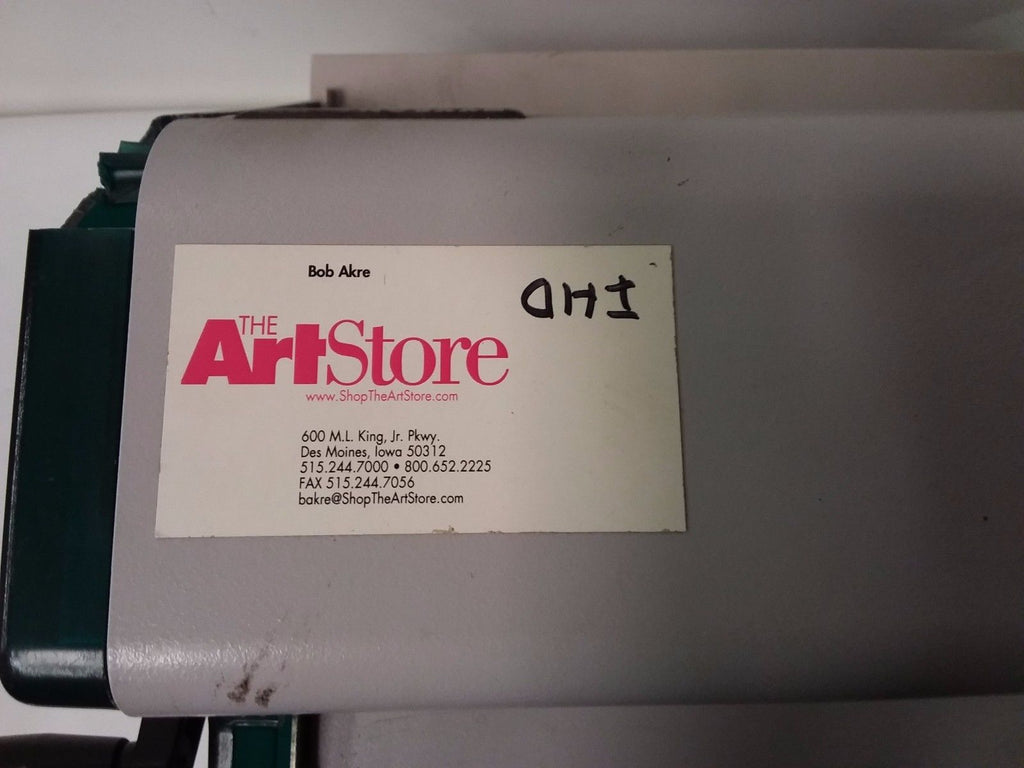 Bob Akre
IHD
THE
ArtStore
www.ShopTheArtStore.com
600 M.L. King, Jr. Pkwy.
Des Moines, Iowa 50312
515.244.7000 • 800.652.2225
FAX 515.244.7056
bakre@ShopTheArtStore.com